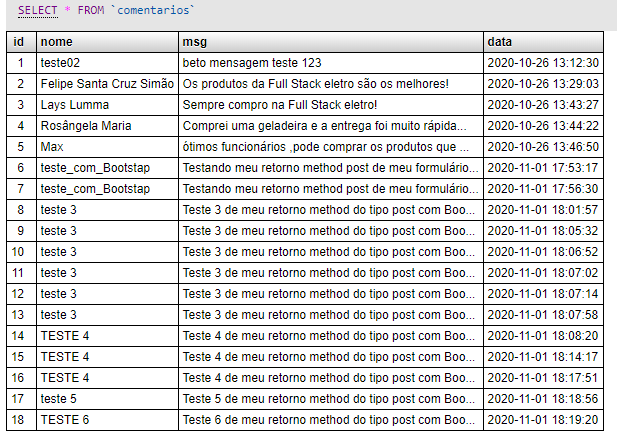 SELECT * FROM `comentarios`
id nome msg data
1 teste02 beto mensagem teste 123 2020-10-26 13:12:30
2 Felipe Santa Cruz Simão Os produtos da Full Stack eletro são os melhores! 2020-10-26 13:29:03
3 Lays Lumma Sempre compro na Full Stack eletro! 2020-10-26 13:43:27
4 Rosângela Maria Comprei uma geladeira e a entrega foi muito rápida... 2020-10-26 13:44:22
5 Max ótimos funcionários ,pode comprar os produtos que ... 2020-10-26 13:46:50
6 teste_com_Bootstap Testando meu retorno method post de meu formulário... 2020-11-01 17:53:17
7 teste_com_Bootstap Testando meu retorno method post de meu formulário... 2020-11-01 17:56:30
8 teste 3 Teste 3 de meu retorno method do tipo post com Boo... 2020-11-01 18:01:57
9 teste 3 Teste 3 de meu retorno method do tipo post com Boo... 2020-11-01 18:05:32
10 teste 3 Teste 3 de meu retorno method do tipo post com Boo... 2020-11-01 18:06:52
11 teste 3 Teste 3 de meu retorno method do tipo post com Boo... 2020-11-01 18:07:02
12 teste 3 Teste 3 de meu retorno method do tipo post com Boo... 2020-11-01 18:07:14
13 teste 3 Teste 3 de meu retorno method do tipo post com Boo... 2020-11-01 18:07:58
14 TESTE 4 Teste 4 de meu retorno method do tipo post com Boo... 2020-11-01 18:08:20
15 TESTE 4 Teste 4 de meu retorno method do tipo post com Boo... 2020-11-01 18:14:17
16 TESTE 4 Teste 4 de meu retorno method do tipo post com Boo... 2020-11-01 18:17:51
17 teste 5 Teste 5 de meu retorno method do tipo post com Boo... 2020-11-01 18:18:56
18 TESTE 6 Teste 6 de meu retorno method do tipo post com Boo... 2020-11-01 18:19:20